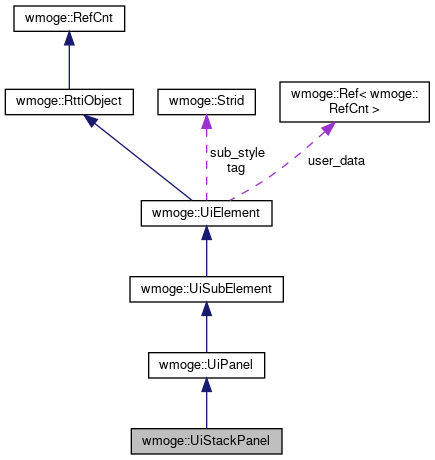 wmoge::RefCnt
wmoge::RttiObject
wmoge::Strid
wmoge::Ref< wmoge::
RefCnt >
sub_style
tag
user_data
wmoge::UiElement
wmoge::UiSubElement
wmoge::UiPanel
wmoge::UiStackPanel